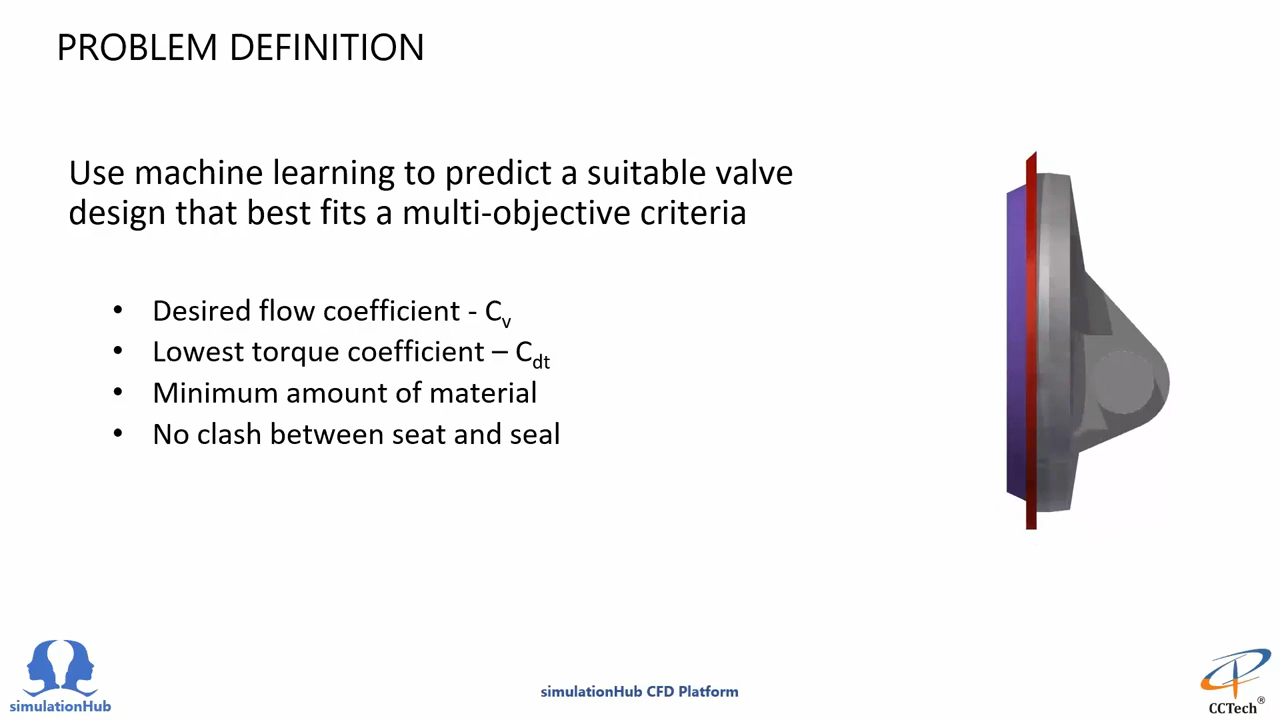 PROBLEM DEFINITION
Use machine learning to predict a suitable valve
design that best fits a multi-objective criteria
• Desired flow coefficient - Cv
• Lowest torque coefficient – Cdt
• Minimum amount of material
• No clash between seat and seal
simulationHub
simulationHub CFD Platform
CCTech®